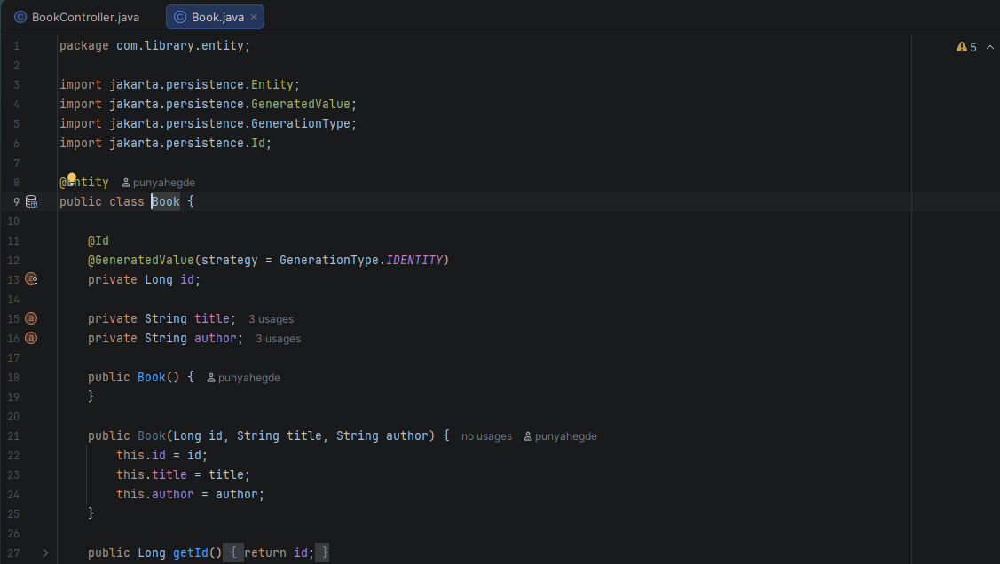 BookController.java
Book.java
5
1 package com.library.entity;
2
3 import jakarta.persistence.Entity;
4 import jakarta.persistence.GeneratedValue;
5 import jakarta.persistence.GenerationType;
6 import jakarta.persistence.Id;
7
8 @Entity punyahegde
9 public class Book {
10
11 @Id
12 @GeneratedValue(strategy = GenerationType.IDENTITY)
13 private Long id;
14
15 private String title; 3 usages
16 private String author; 3 usages
17
18 public Book() { punyahegde
19 }
20
21 public Book(Long id, String title, String author) { no usages punyahegde
22 this.id = id;
23 this.title = title;
24 this.author = author;
25 }
26
27 public Long getId() { return id; }